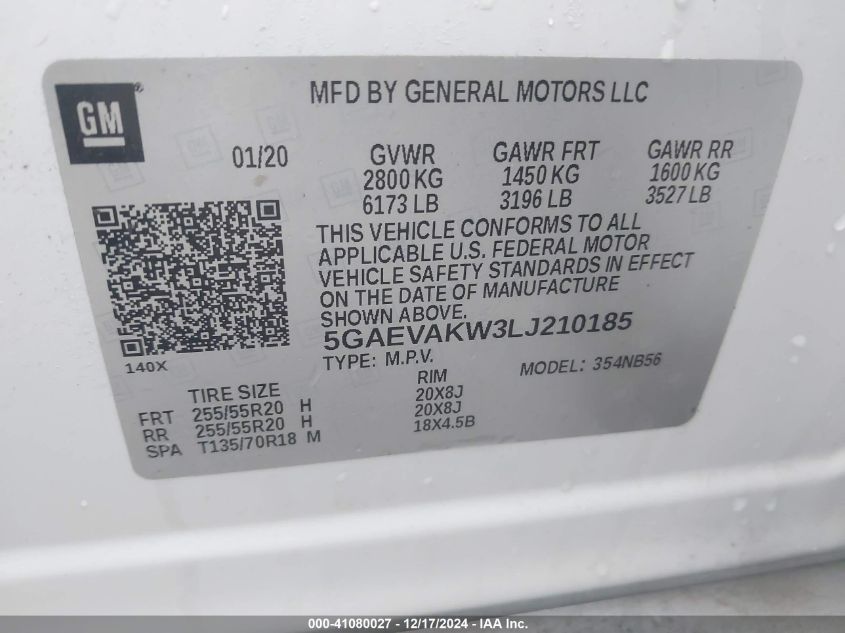 GM
MFD BY GENERAL MOTORS LLC
01/20
GVWR GAWR FRT GAWR RR
2800 KG 1450 KG 1600 KG
6173 LB 3196 LB 3527 LB
THIS VEHICLE CONFORMS TO ALL
APPLICABLE U.S. FEDERAL MOTOR
VEHICLE SAFETY STANDARDS IN EFFECT
ON THE DATE OF MANUFACTURE
SHOWN ABOVE.
5GAEVAKW3LJ210185
140X
TYPE: M.P.V. MODEL: 354NB56
TIRE SIZE RIM
FRT 255/55R20 H 20X8J
RR 255/55R20 H 20X8J
SPA T135/70R18 M 18X4.5B
000-41080027 - 12/17/2024 - IAA, Inc.